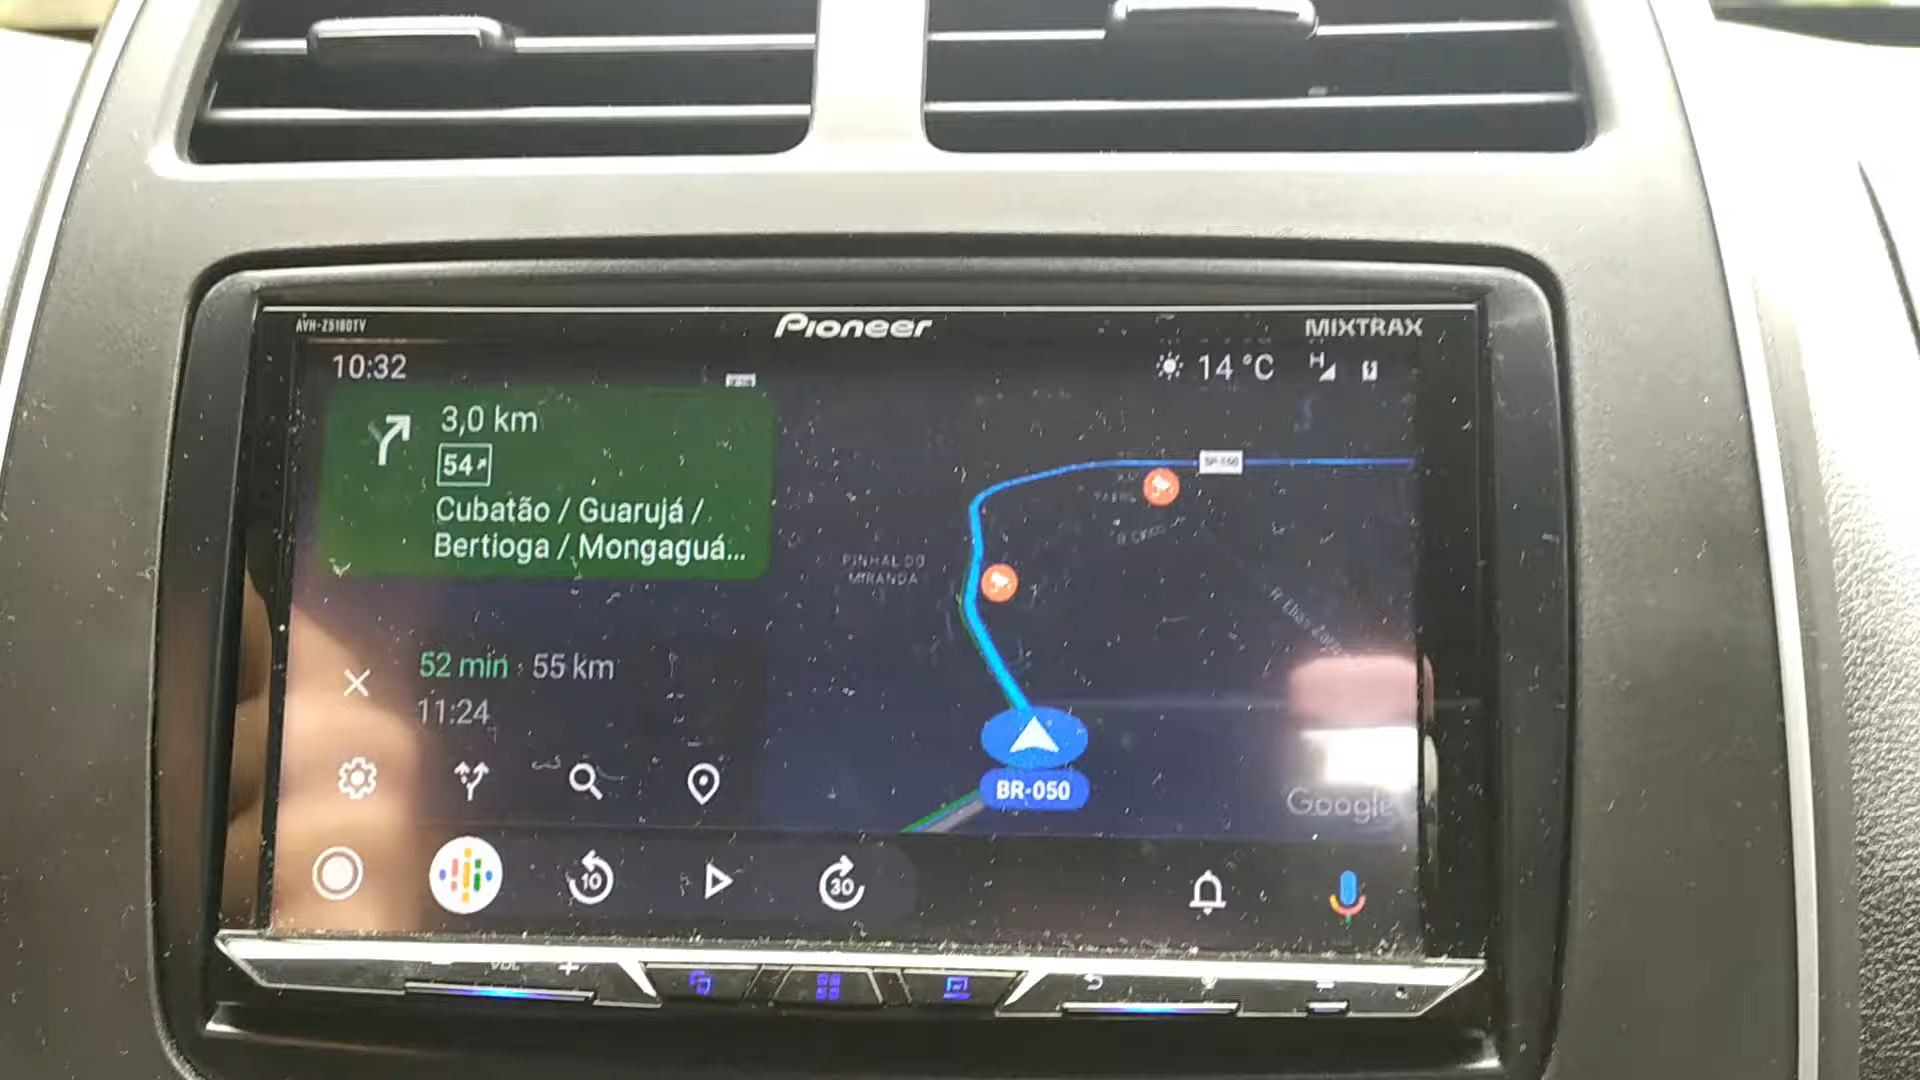 AVH-Z5180TV
Pioneer
MIXTRAX
10:32
14 °C
H
3,0 km
54
Cubatão / Guarujá /
Bertioga / Mongaguá...
PINHAL DO
MIRANDA
52 min · 55 km
11:24
BR-050
Google
10
30
VOL +